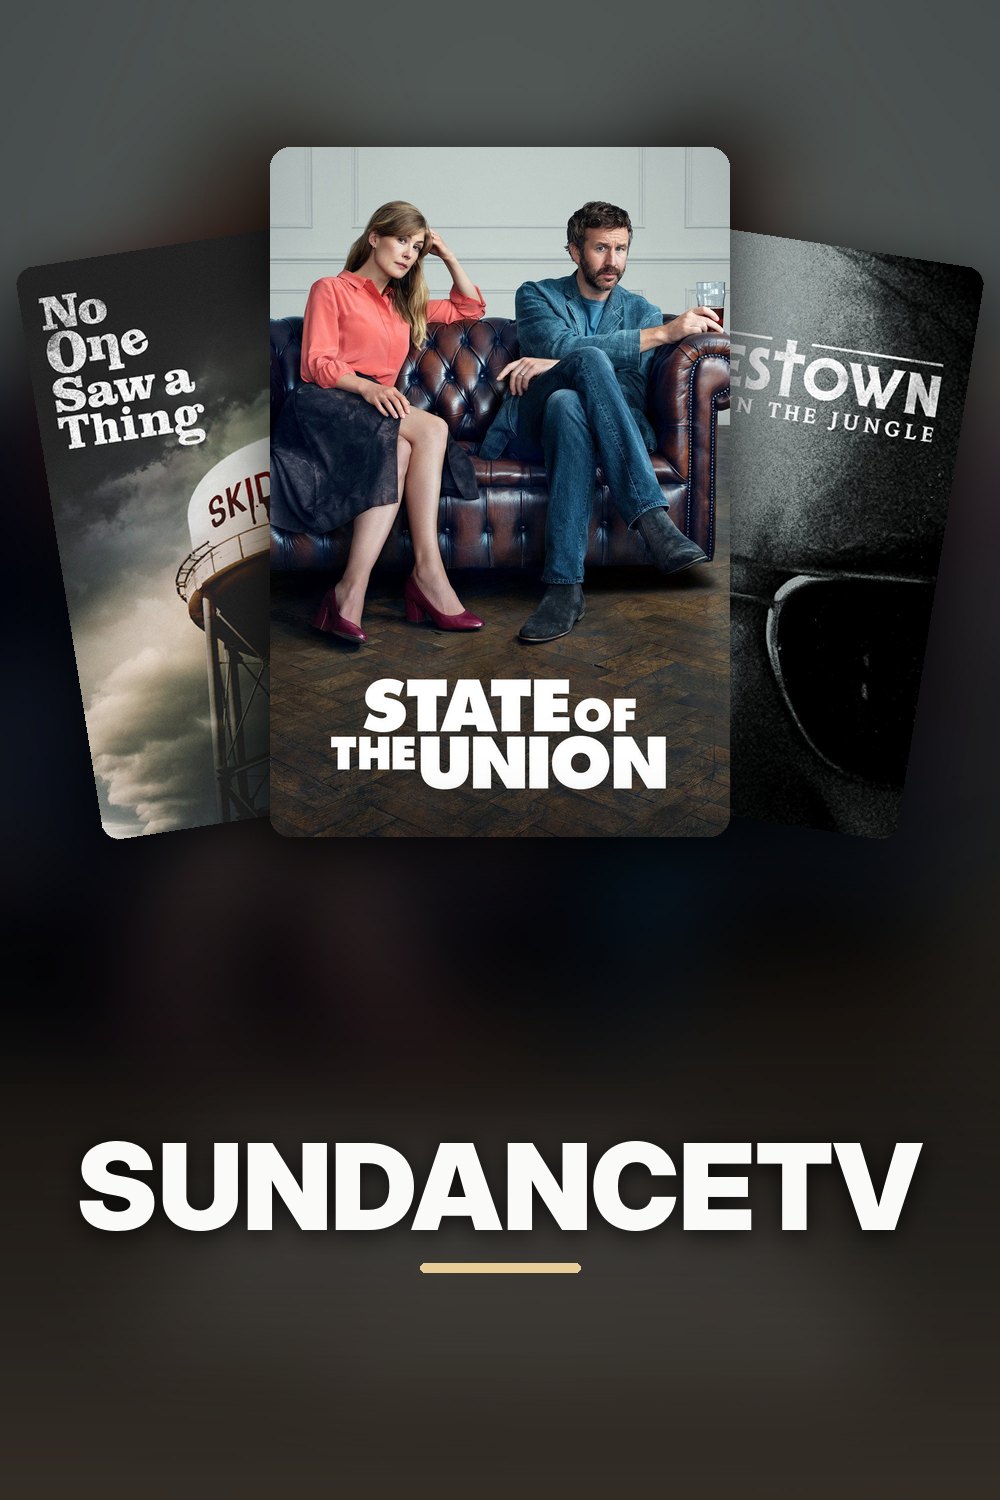 No
One
Saw a
Thing
SKID
STATE OF
THE UNION
ESTOWN
N THE JUNGLE
SUNDANCETV